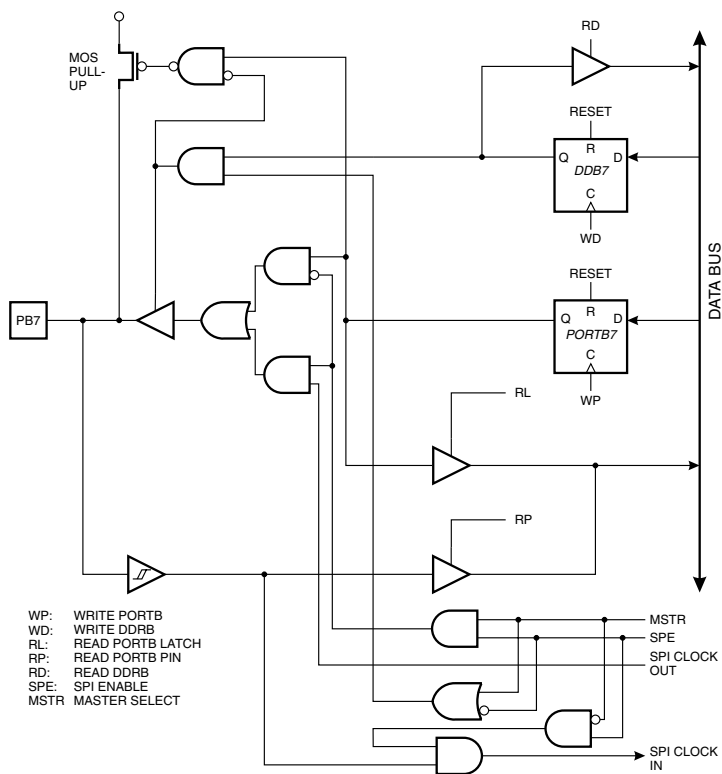 RD
MOS
PULL-
UP
RESET
R
Q
D
DDB7
C
WD
RESET
R
Q
D
PORTB7
C
WP
PB7
DATA BUS
RL
RP
WP: WRITE PORTB
WD: WRITE DDRB
RL: READ PORTB LATCH
RP: READ PORTB PIN
RD: READ DDRB
SPE: SPI ENABLE
MSTR MASTER SELECT
MSTR
SPE
SPI CLOCK
OUT
SPI CLOCK
IN